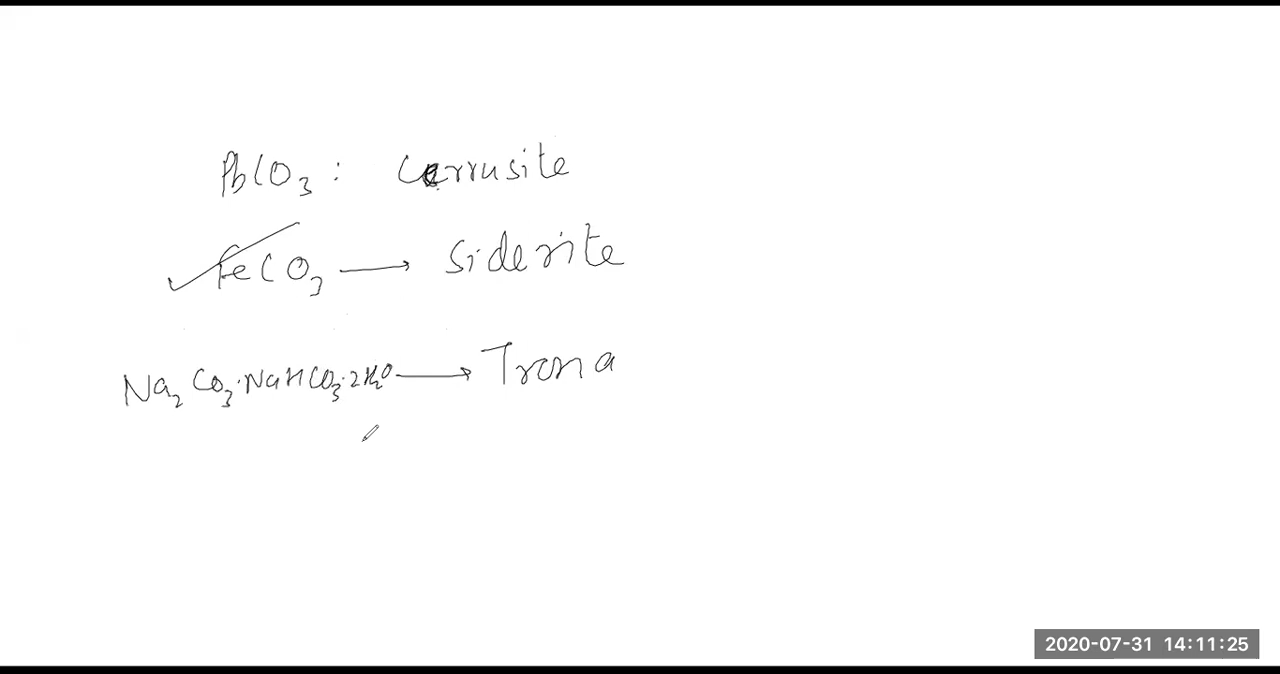 PbCO3 : Cerrusite
FeCO3 → Siderite
Na2CO3·NaHCO3·2H2O → Trona
2020-07-31 14:11:25